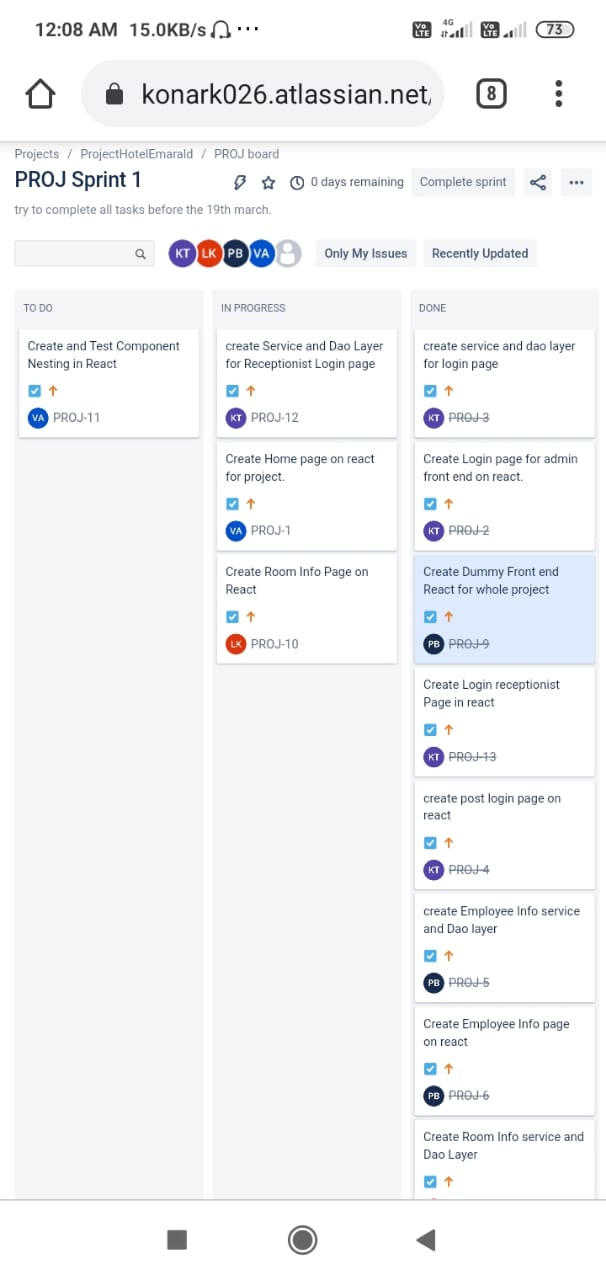 12:08 AM 15.0KB/s ...
Vo LTE 4G Vo LTE 73
konark026.atlassian.net,
8
Projects / ProjectHotelEmarald / PROJ board
PROJ Sprint 1
0 days remaining
Complete sprint
try to complete all tasks before the 19th march.
KT LK PB VA
Only My Issues
Recently Updated
TO DO
Create and Test Component
Nesting in React
VA PROJ-11
IN PROGRESS
create Service and Dao Layer
for Receptionist Login page
KT PROJ-12
Create Home page on react
for project.
VA PROJ-1
Create Room Info Page on
React
LK PROJ-10
DONE
create service and dao layer
for login page
KT PROJ-3
Create Login page for admin
front end on react.
KT PROJ-2
Create Dummy Front end
React for whole project
PB PROJ-9
Create Login receptionist
Page in react
KT PROJ-13
create post login page on
react
KT PROJ-4
create Employee Info service
and Dao layer
PB PROJ-5
Create Employee Info page
on react
PB PROJ-6
Create Room Info service and
Dao Layer